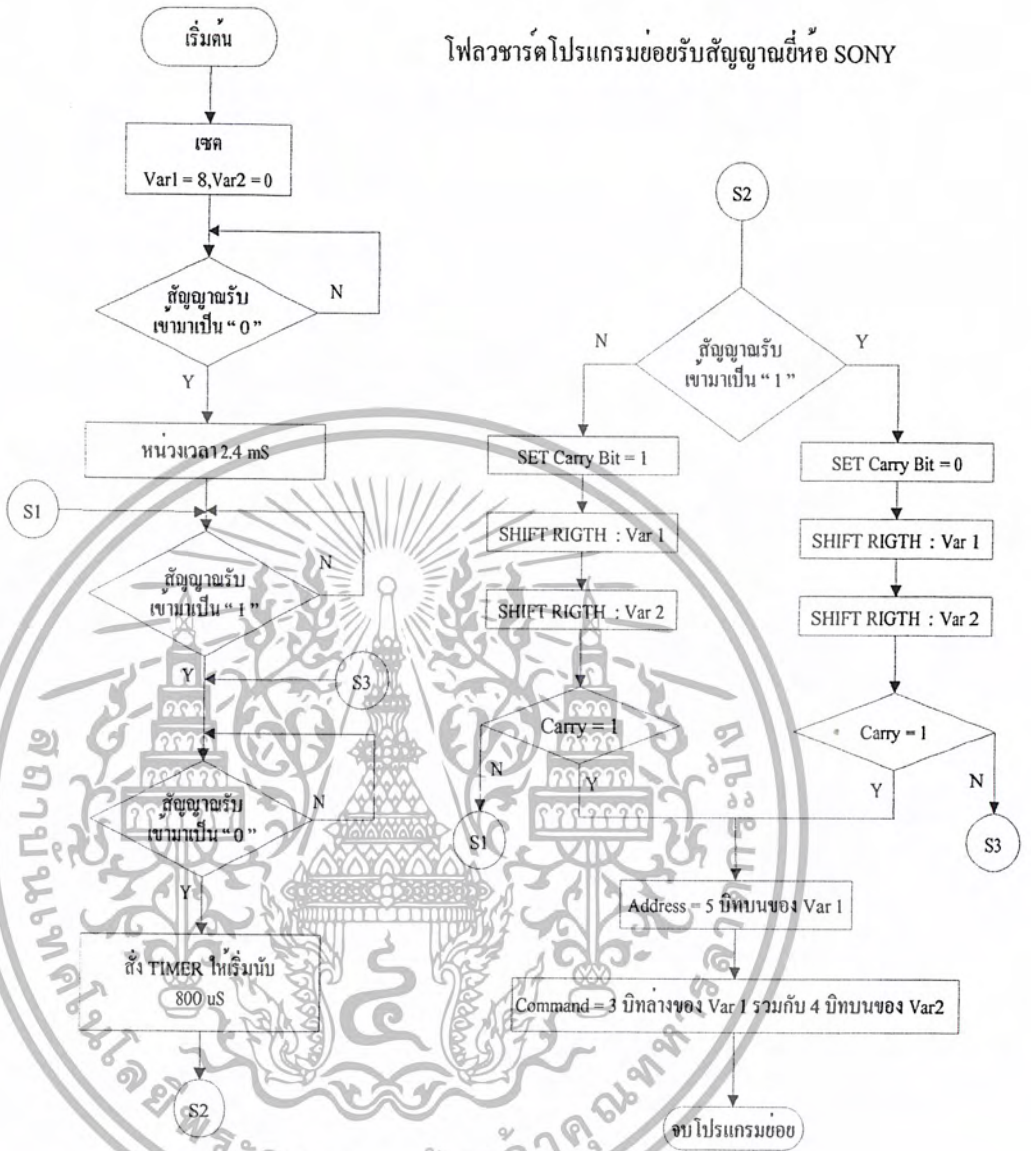 โฟลวชาร์ตโปรแกรมย่อยรับสัญญาณยี่ห้อ SONY
เริ่มต้น
เซต
Var1 = 8,Var2 = 0
สัญญาณรับ
เข้ามาเป็น “ 0 ”
N
Y
หน่วงเวลา 2.4 mS
S1
สัญญาณรับ
เข้ามาเป็น “ 1 ”
N
Y
S3
สัญญาณรับ
เข้ามาเป็น “ 0 ”
N
Y
สั่ง TIMER ให้เริ่มนับ
800 uS
S2
S2
สัญญาณรับ
เข้ามาเป็น “ 1 ”
N
Y
SET Carry Bit = 1
SHIFT RIGTH : Var 1
SHIFT RIGTH : Var 2
Carry = 1
N
Y
S1
SET Carry Bit = 0
SHIFT RIGTH : Var 1
SHIFT RIGTH : Var 2
Carry = 1
Y
N
S3
Address = 5 บิทบนของ Var 1
Command = 3 บิทล่างของ Var 1 รวมกับ 4 บิทบนของ Var2
จบโปรแกรมย่อย